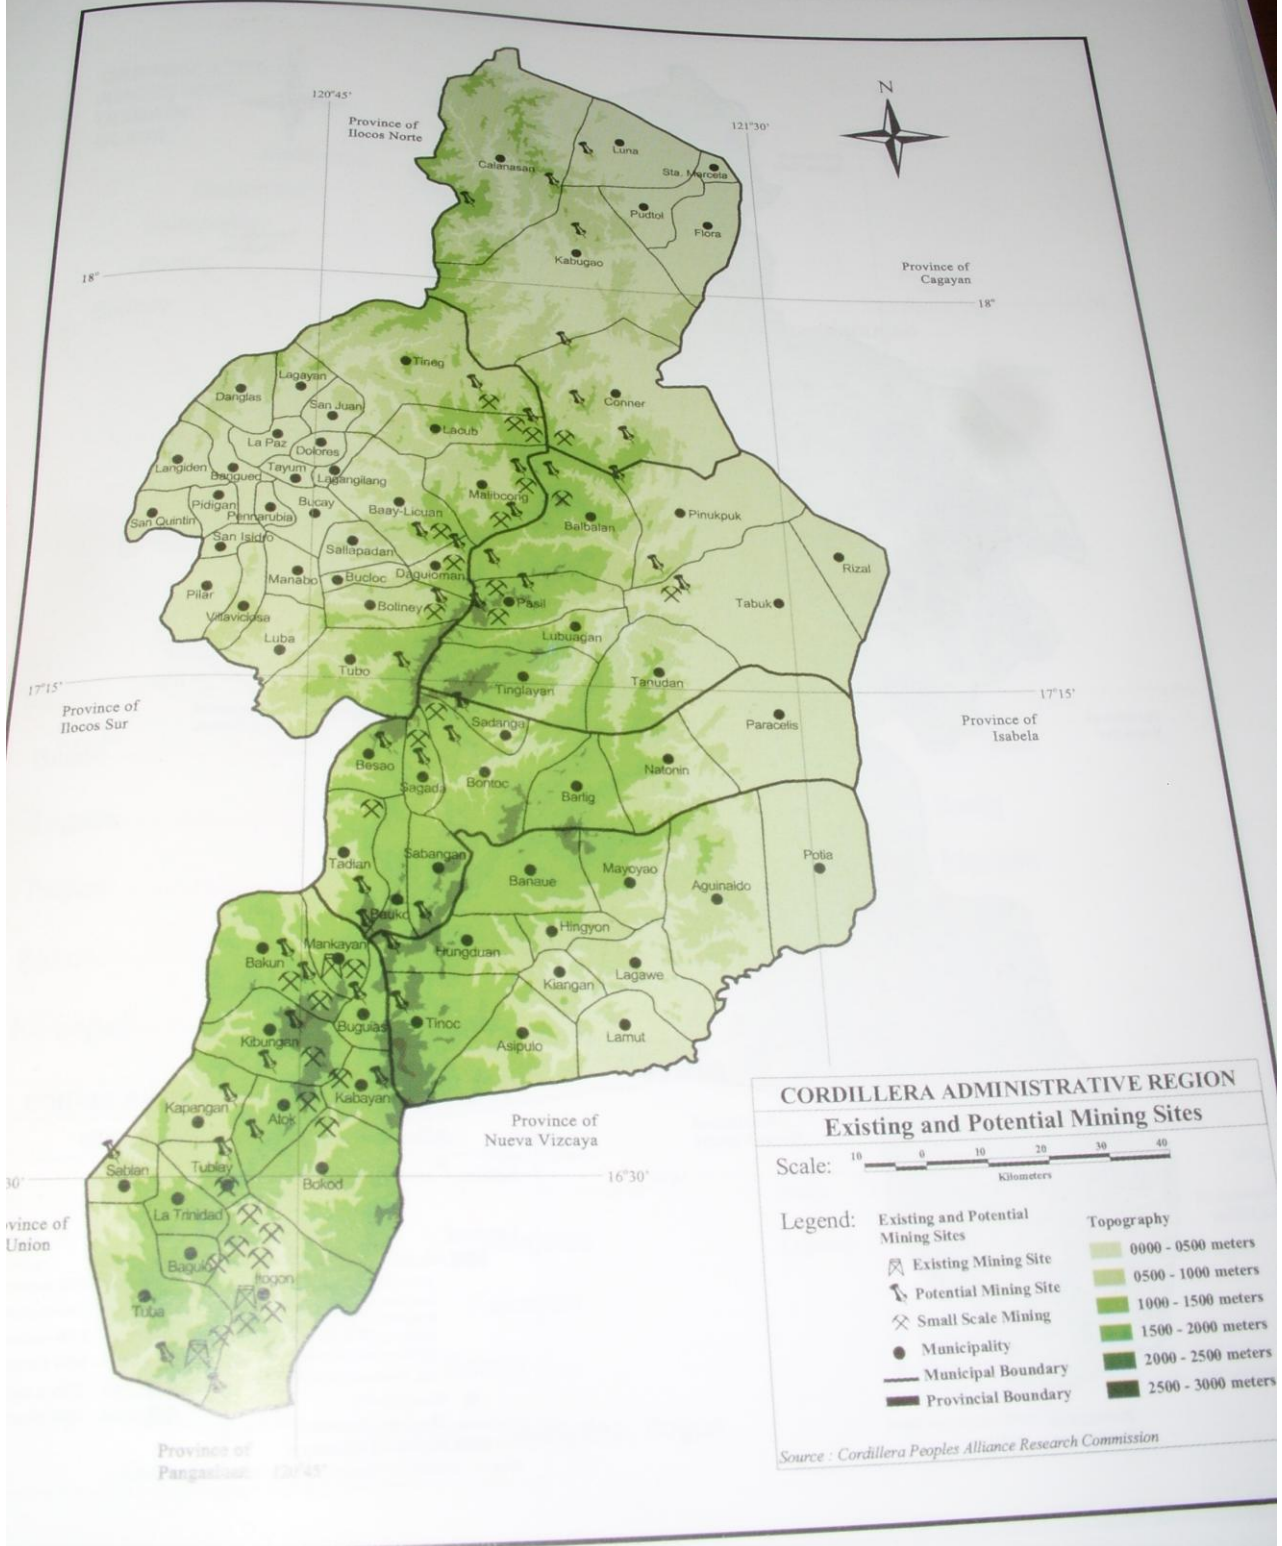 120°45'
Province of
Ilocos Norte
N
121°30'
Luna
Calanasan
Sta. Marcela
Pudtol
Flora
Kabugao
Province of
Cagayan
18°
18°
Tineg
Lagayan
Danglas
San Juan
Conner
Lacub
La Paz
Dolores
Langiden
Bangued
Tayum
Lagangilang
Malibcong
Pidigan
Bucay
Baay-Licuan
Pennarubia
San Quintin
Balbalan
Pinukpuk
San Isidro
Sallapadan
Rizal
Manabo
Bucloc
Daguioman
Pilar
Boliney
Pasil
Tabuk
Villaviciosa
Luba
Lubuagan
Tubo
Tinglayan
Tanudan
17°15'
17°15'
Province of
Ilocos Sur
Province of
Isabela
Sadanga
Paracelis
Besao
Sagada
Bontoc
Natonin
Barlig
Tadian
Sabangan
Banaue
Mayoyao
Aguinaldo
Potia
Bauko
Hingyon
Mankayan
Bakun
Hungduan
Kiangan
Lagawe
Buguias
Tinoc
Kibungan
Asipulo
Lamut
Kapangan
Atok
Kabayan
Province of
Nueva Vizcaya
Sablan
Tublay
Bokod
30'
16°30'
La Trinidad
vince of
Union
Baguio
Itogon
Tuba
Province of
120°45'
CORDILLERA ADMINISTRATIVE REGION
Existing and Potential Mining Sites
Scale:
10 0 10 20 30 40
Kilometers
Legend:
Existing and Potential
Mining Sites
Existing Mining Site
Potential Mining Site
Small Scale Mining
Municipality
Municipal Boundary
Provincial Boundary
Topography
0000 - 0500 meters
0500 - 1000 meters
1000 - 1500 meters
1500 - 2000 meters
2000 - 2500 meters
2500 - 3000 meters
Source : Cordillera Peoples Alliance Research Commission